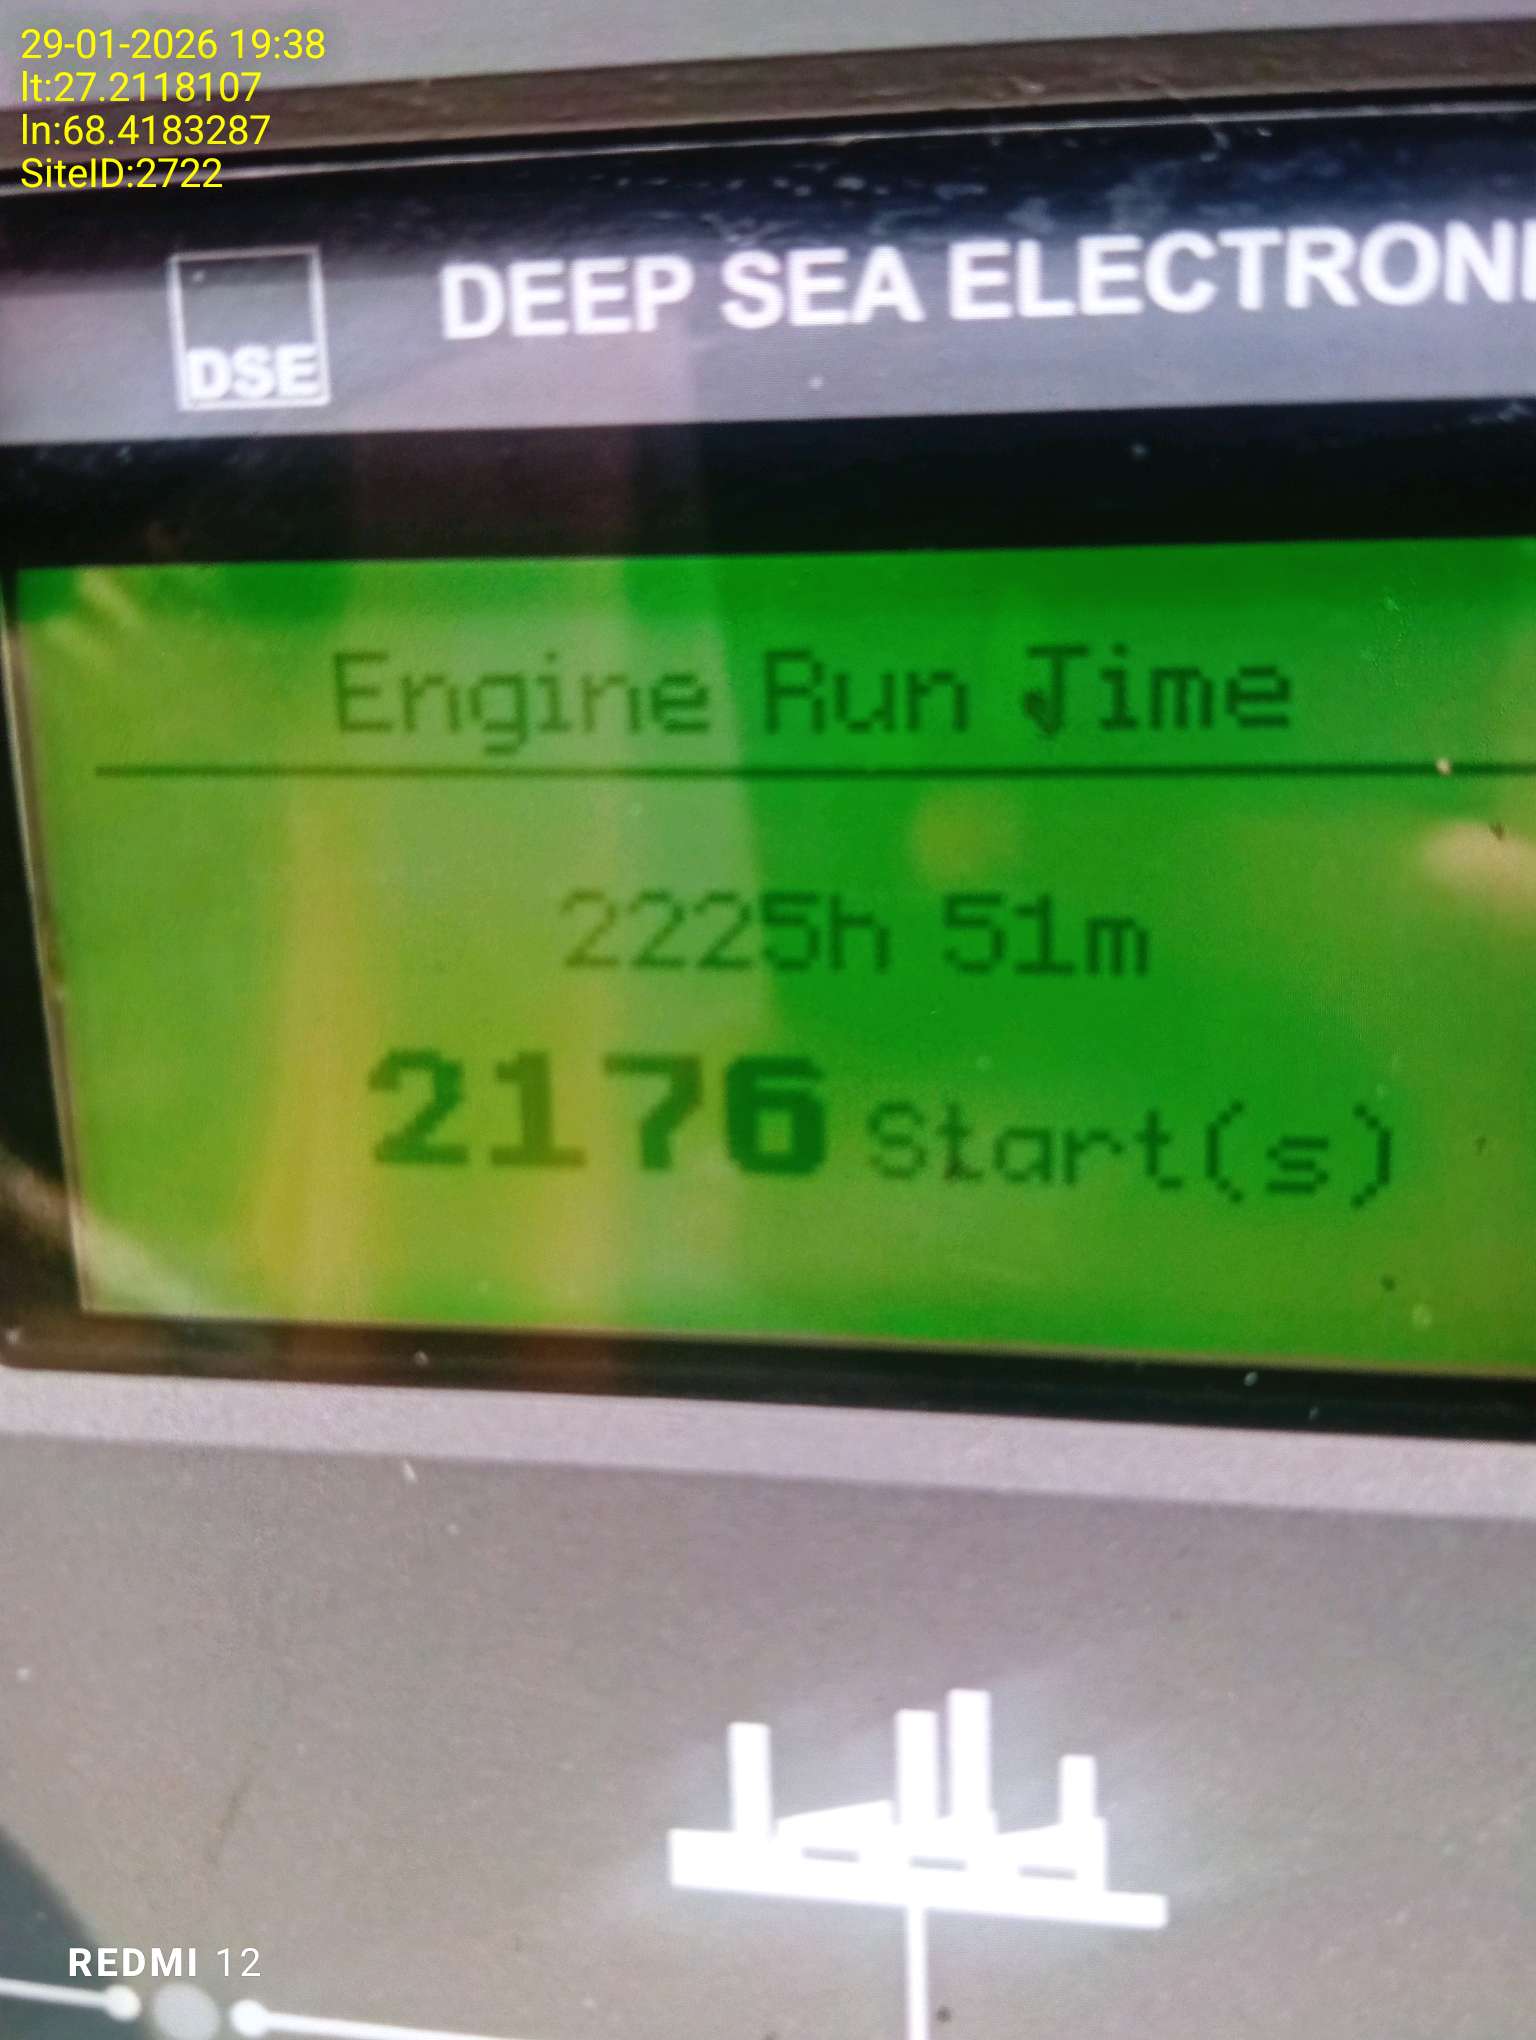 29-01-2026 19:38
lt:27.2118107
ln:68.4183287
SiteID:2722
DSE
DEEP SEA ELECTRONI
Engine Run Time
2225h 51m
2176 Start(s)
REDMI 12